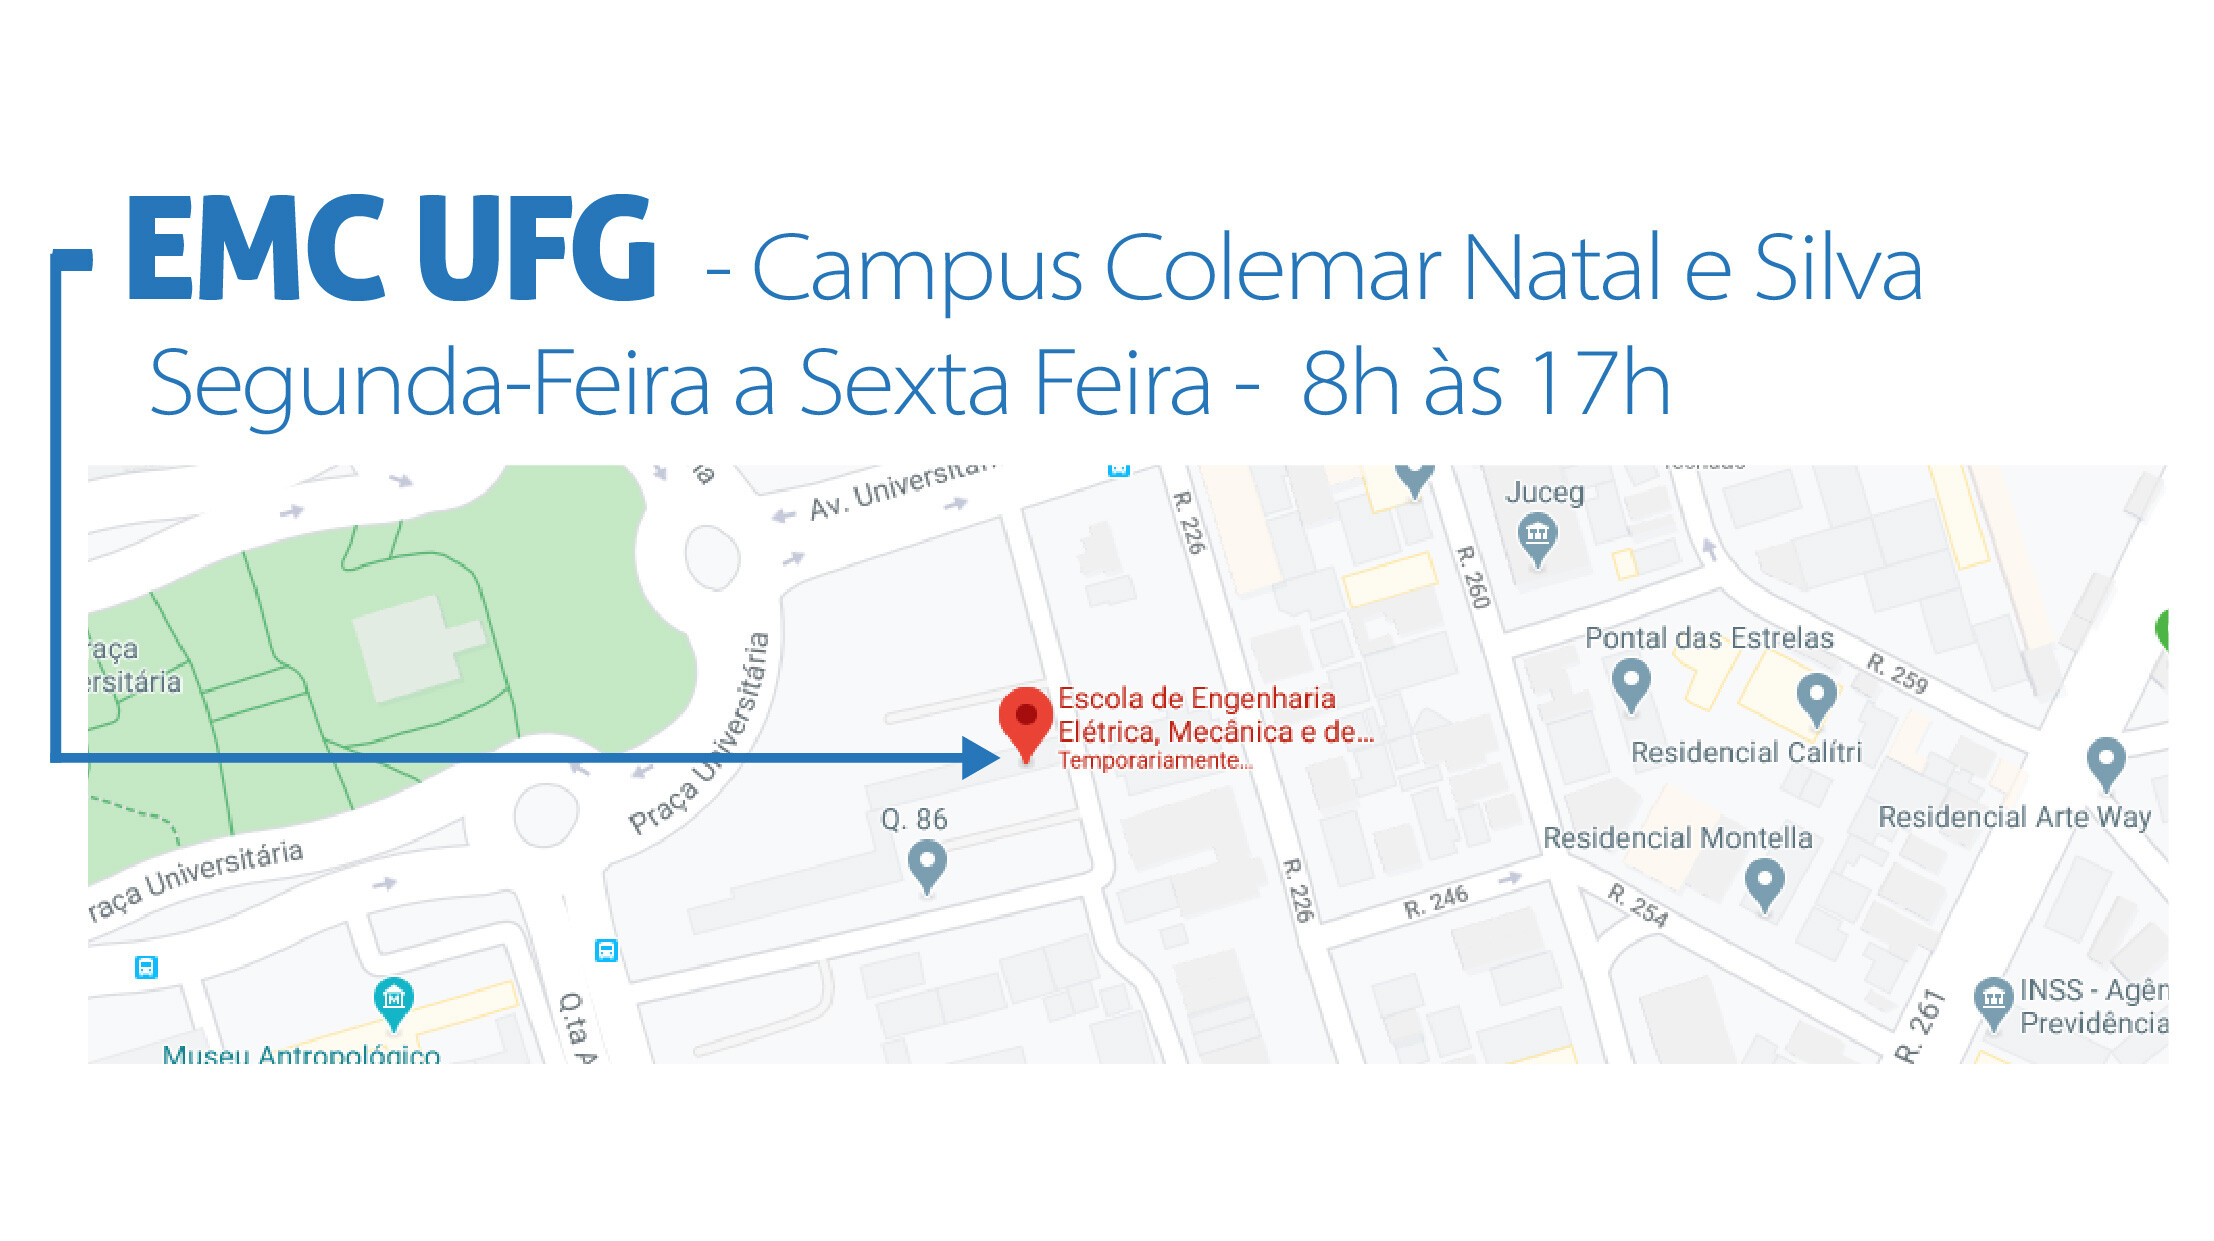 EMC UFG - Campus Colemar Natal e Silva
Segunda-Feira a Sexta Feira - 8h às 17h
Av. Universitár
R. 226
Juceg
R. 260
raça
ersitária
Praça Universitária
Pontal das Estrelas
R. 259
Escola de Engenharia
Elétrica, Mecânica e de...
Temporariamente...
Residencial Calítri
Q. 86
Residencial Arte Way
Residencial Montella
raça Universitária
R. 226
R. 246
R. 254
Q.ta A
Museu Antropológico
R. 261
INSS - Agên
Previdência